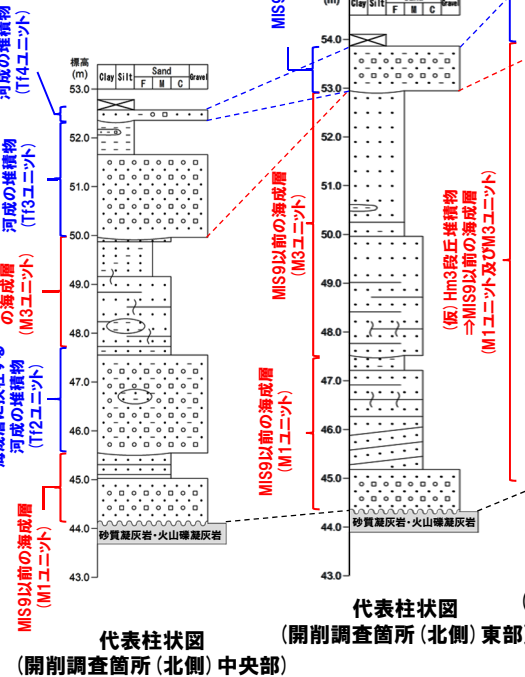 河成の堆積物
(Tf4ユニット)
河成の堆積物
(Tf3ユニット)
の海成層
(M3ユニット)
河成の堆積物
(Tf2ユニット)
MIS9以前の海成層
(M1ユニット)
標高
(m)
Clay Silt Sand Gravel
F M C
53.0
52.0
51.0
50.0
49.0
48.0
47.0
46.0
45.0
44.0
43.0
砂質凝灰岩・火山礫凝灰岩
代表柱状図
(開削調査箇所(北側)中央部)
MIS9
MIS9以前の海成層
(M3ユニット)
MIS9以前の海成層
(M1ユニット)
(m)
Clay Silt F M C Gravel
54.0
53.0
52.0
51.0
50.0
49.0
48.0
47.0
46.0
45.0
44.0
43.0
砂質凝灰岩・火山礫凝灰岩
代表柱状図
(開削調査箇所(北側)東部)
(仮)Hm3段丘堆積物
⇒MIS9以前の海成層
(M1ユニット及びM3ユニット)